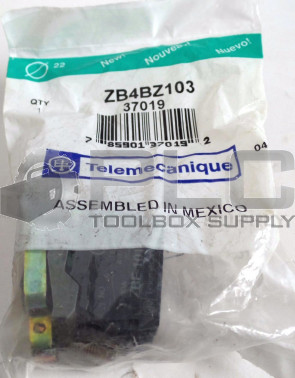 New! Nouveau! Nuevo!
22
ZB4BZ103
37019
QTY
1
7 85901 37019 2
04
Telemecanique
ASSEMBLED IN MEXICO
PLC
TOOLBOX SUPPLY